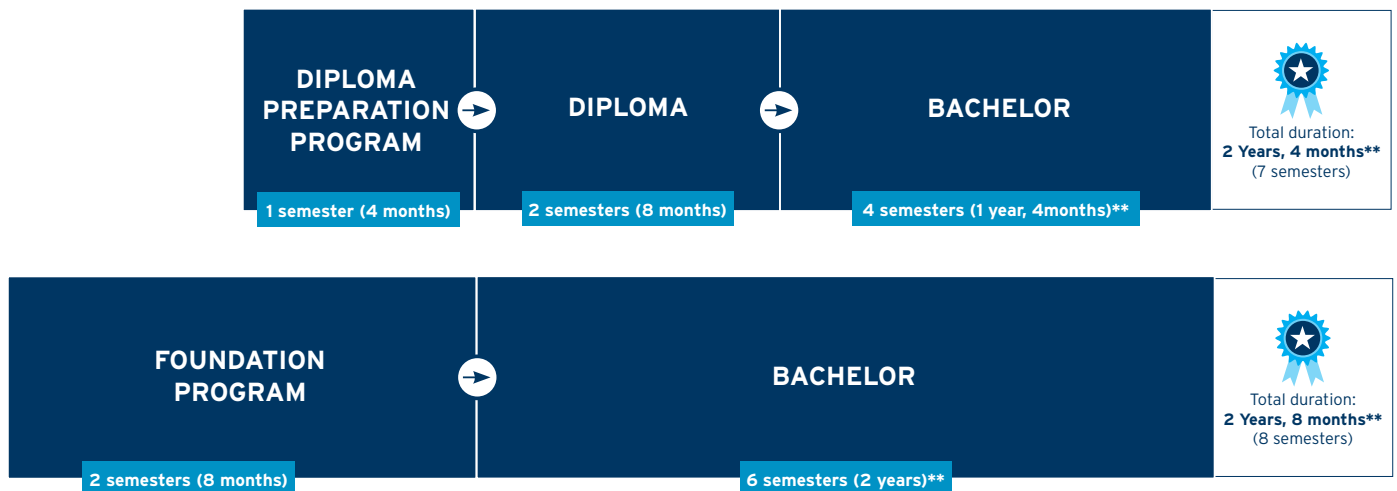 DIPLOMA
PREPARATION
PROGRAM
1 semester (4 months)
DIPLOMA
2 semesters (8 months)
BACHELOR
4 semesters (1 year, 4months)**
Total duration:
2 Years, 4 months**
(7 semesters)
FOUNDATION
PROGRAM
2 semesters (8 months)
BACHELOR
6 semesters (2 years)**
Total duration:
2 Years, 8 months**
(8 semesters)